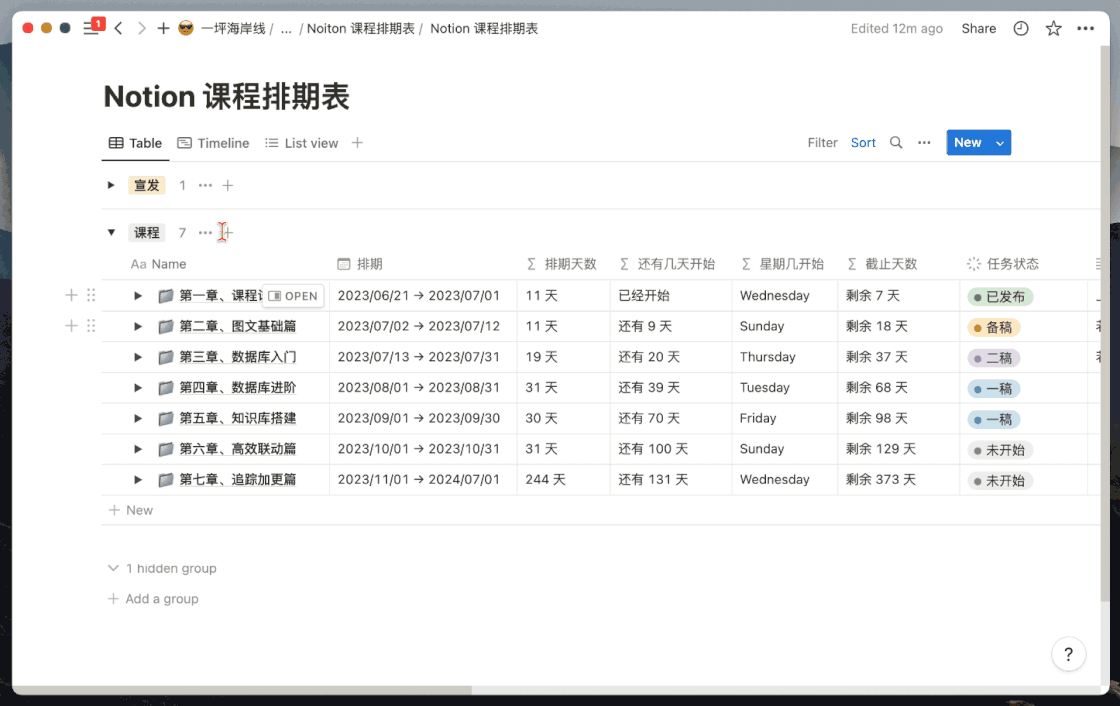 1
一坪海岸线 / ... / Noiton 课程排期表 / Notion 课程排期表 Edited 12m ago Share
Notion 课程排期表
Table Timeline List view Filter Sort New
宣发 1
课程 7
Aa Name 排期 Σ 排期天数 Σ 还有几天开始 Σ 星期几开始 Σ 截止天数 任务状态
第一章、课程 OPEN 2023/06/21 → 2023/07/01 11 天 已经开始 Wednesday 剩余 7 天 已发布
第二章、图文基础篇 2023/07/02 → 2023/07/12 11 天 还有 9 天 Sunday 剩余 18 天 备稿
第三章、数据库入门 2023/07/13 → 2023/07/31 19 天 还有 20 天 Thursday 剩余 37 天 二稿
第四章、数据库进阶 2023/08/01 → 2023/08/31 31 天 还有 39 天 Tuesday 剩余 68 天 一稿
第五章、知识库搭建 2023/09/01 → 2023/09/30 30 天 还有 70 天 Friday 剩余 98 天 一稿
第六章、高效联动篇 2023/10/01 → 2023/10/31 31 天 还有 100 天 Sunday 剩余 129 天 未开始
第七章、追踪加更篇 2023/11/01 → 2024/07/01 244 天 还有 131 天 Wednesday 剩余 373 天 未开始
New
1 hidden group
Add a group
?